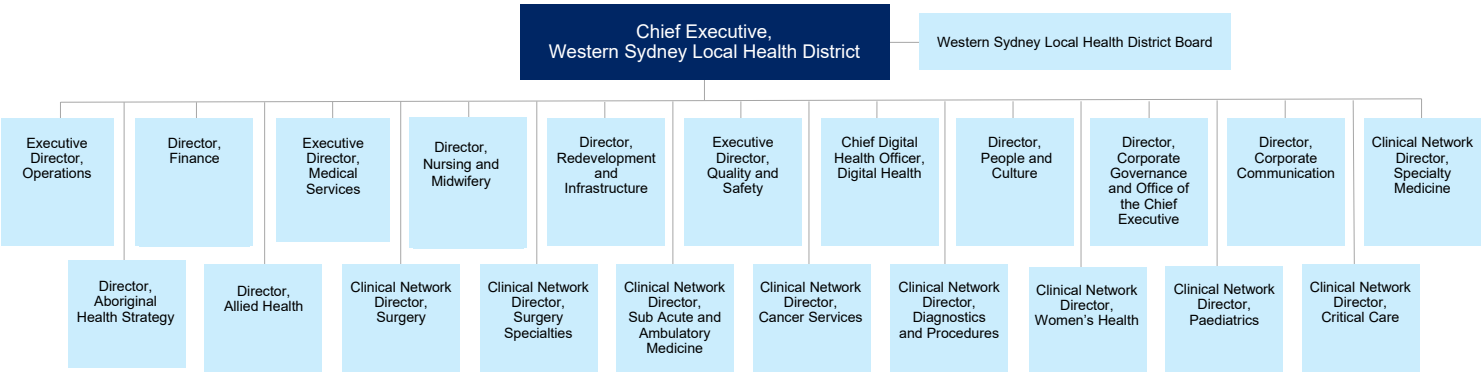 Chief Executive,
Western Sydney Local Health District
Western Sydney Local Health District Board
Executive
Director,
Operations
Director,
Finance
Executive
Director,
Medical
Services
Director,
Nursing and
Midwifery
Director,
Redevelopment
and
Infrastructure
Executive
Director,
Quality and
Safety
Chief Digital
Health Officer,
Digital Health
Director,
People and
Culture
Director,
Corporate
Governance
and Office of
the Chief
Executive
Director,
Corporate
Communication
Clinical Network
Director,
Specialty
Medicine
Director,
Aboriginal
Health Strategy
Director,
Allied Health
Clinical Network
Director,
Surgery
Clinical Network
Director,
Surgery
Specialties
Clinical Network
Director,
Sub Acute and
Ambulatory
Medicine
Clinical Network
Director,
Cancer Services
Clinical Network
Director,
Diagnostics
and Procedures
Clinical Network
Director,
Women’s Health
Clinical Network
Director,
Paediatrics
Clinical Network
Director,
Critical Care